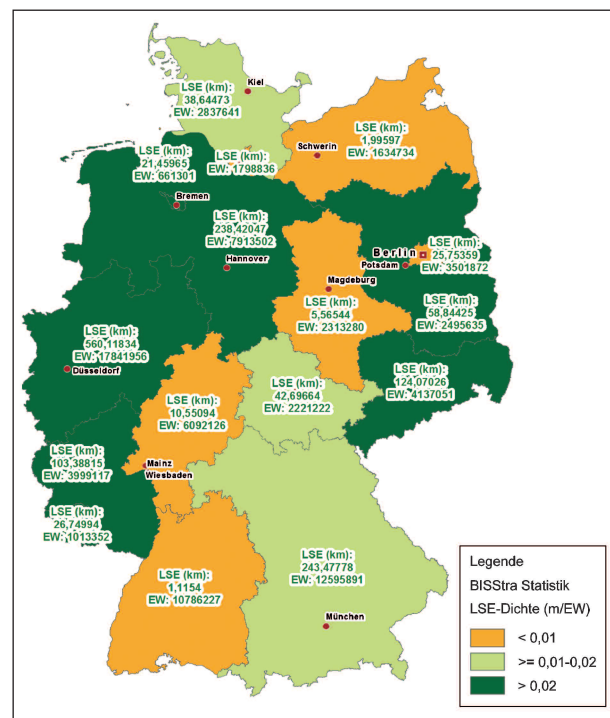 LSE (km):
38,64473
EW: 2837641
Kiel
LSE (km):
1,99597
EW: 1634734
Schwerin
LSE (km):
21,45965
EW: 661301
EW: 1798836
Bremen
LSE (km):
238,42047
EW: 7913502
Hannover
Berlin
LSE (km):
25,75359
EW: 3501872
Potsdam
Magdeburg
LSE (km):
5,56544
EW: 2313280
LSE (km):
58,84425
EW: 2495635
LSE (km):
560,11834
EW: 17841956
Düsseldorf
LSE (km):
124,07026
EW: 4137051
LSE (km):
10,55094
EW: 6092126
LSE (km):
42,69664
EW: 2221222
LSE (km):
103,38815
EW: 3999117
Mainz
Wiesbaden
LSE (km):
26,74994
EW: 1013352
LSE (km):
1,1154
EW: 10786227
LSE (km):
243,47778
EW: 12595891
München
Legende
BISStra Statistik
LSE-Dichte (m/EW)
< 0,01
>= 0,01-0,02
> 0,02